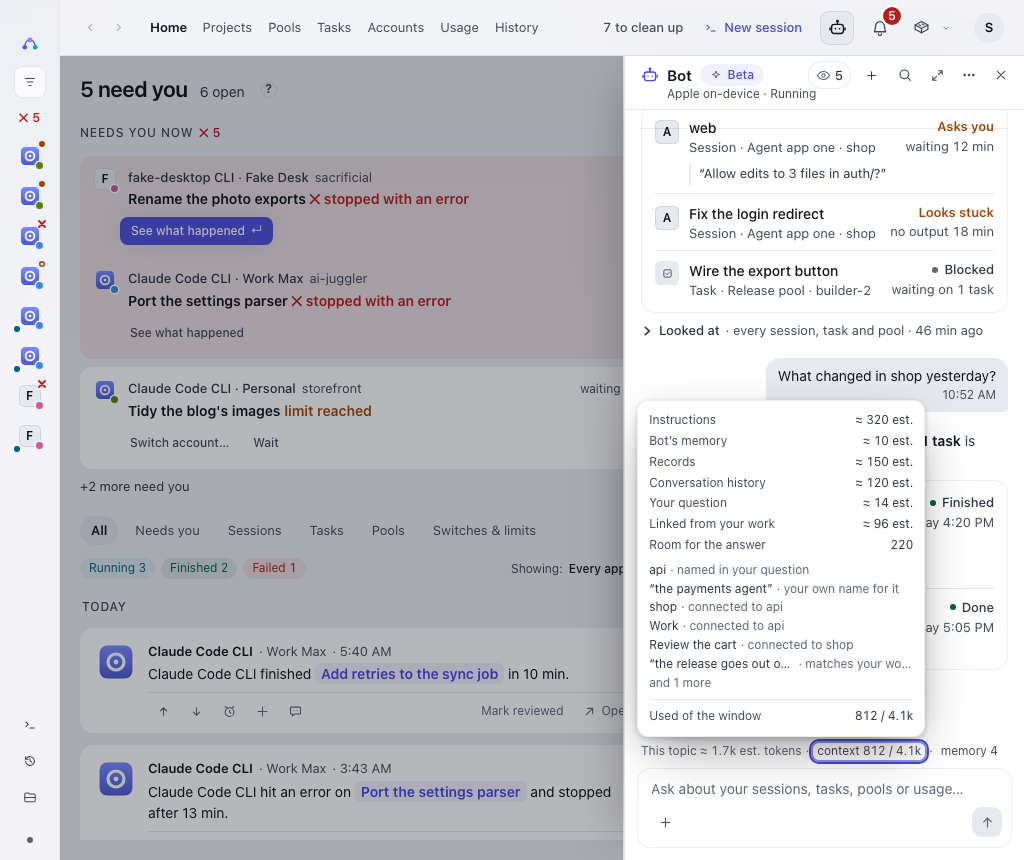 Home Projects Pools Tasks Accounts Usage History 7 to clean up New session 5 S
5
5 need you 6 open ?
NEEDS YOU NOW 5
F fake-desktop CLI · Fake Desk sacrificial
Rename the photo exports stopped with an error
See what happened
Claude Code CLI · Work Max ai-juggler
Port the settings parser stopped with an error
See what happened
Claude Code CLI · Personal storefront waiting
Tidy the blog's images limit reached
Switch account… Wait
+2 more need you
All Needs you Sessions Tasks Pools Switches & limits
Running 3 Finished 2 Failed 1 Showing: Every app
TODAY
Claude Code CLI · Work Max · 5:40 AM
Claude Code CLI finished Add retries to the sync job in 10 min.
Mark reviewed Ope
Claude Code CLI · Work Max · 3:43 AM
Claude Code CLI hit an error on Port the settings parser and stopped
after 13 min.
F
F
Bot Beta 5
Apple on-device · Running
A web Asks you
Session · Agent app one · shop waiting 12 min
“Allow edits to 3 files in auth/?”
A Fix the login redirect Looks stuck
Session · Agent app one · shop no output 18 min
Wire the export button Blocked
Task · Release pool · builder-2 waiting on 1 task
Looked at · every session, task and pool · 46 min ago
What changed in shop yesterday?
10:52 AM
task is
Finished
ay 4:20 PM
Done
ay 5:05 PM
Instructions ≈ 320 est.
Bot’s memory ≈ 10 est.
Records ≈ 150 est.
Conversation history ≈ 120 est.
Your question ≈ 14 est.
Linked from your work ≈ 96 est.
Room for the answer 220
api · named in your question
“the payments agent” · your own name for it
shop · connected to api
Work · connected to api
Review the cart · connected to shop
“the release goes out o… · matches your wo…
and 1 more
Used of the window 812 / 4.1k
This topic ≈ 1.7k est. tokens · context 812 / 4.1k · memory 4
Ask about your sessions, tasks, pools or usage…